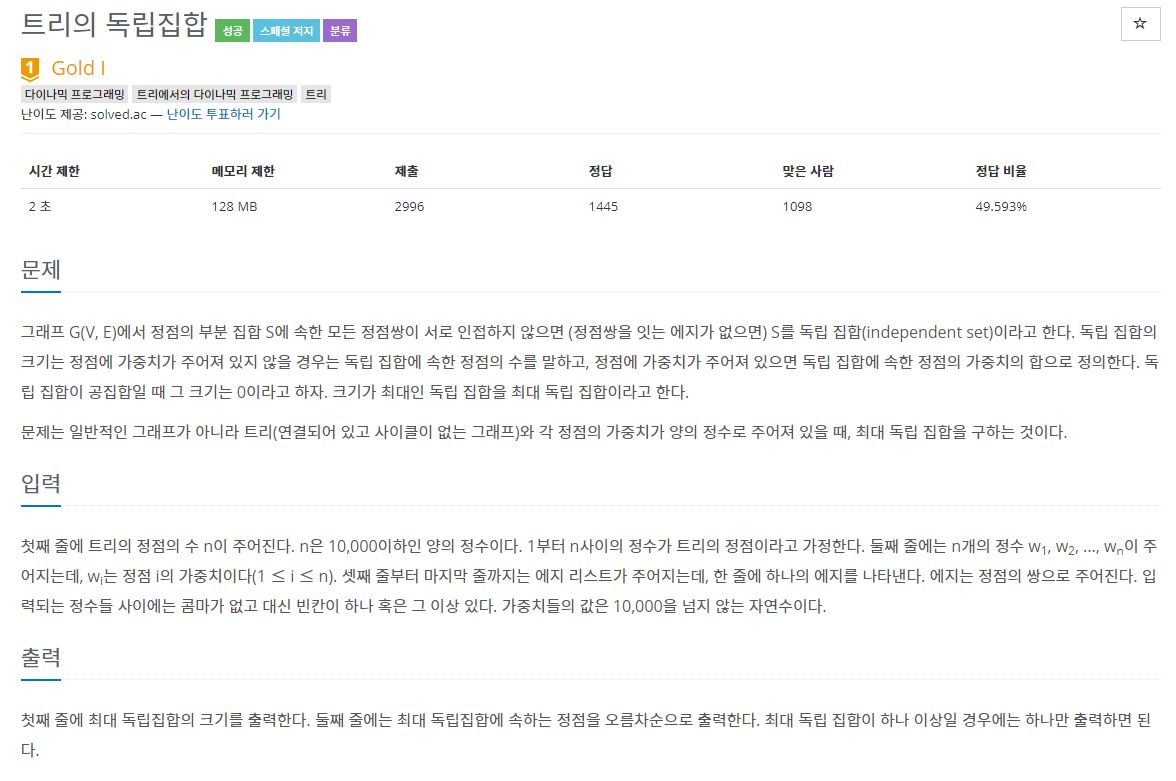 트리의 독립집합 성공 스페셜 저지 분류
☆
1 Gold I
다이나믹 프로그래밍 트리에서의 다이나믹 프로그래밍 트리
난이도 제공: solved.ac — 난이도 투표하러 가기
시간 제한 메모리 제한 제출 정답 맞은 사람 정답 비율
2 초 128 MB 2996 1445 1098 49.593%
문제
그래프 G(V, E)에서 정점의 부분 집합 S에 속한 모든 정점쌍이 서로 인접하지 않으면 (정점쌍을 잇는 에지가 없으면) S를 독립 집합(independent set)이라고 한다. 독립 집합의
크기는 정점에 가중치가 주어져 있지 않을 경우는 독립 집합에 속한 정점의 수를 말하고, 정점에 가중치가 주어져 있으면 독립 집합에 속한 정점의 가중치의 합으로 정의한다. 독
립 집합이 공집합일 때 그 크기는 0이라고 하자. 크기가 최대인 독립 집합을 최대 독립 집합이라고 한다.
문제는 일반적인 그래프가 아니라 트리(연결되어 있고 사이클이 없는 그래프)와 각 정점의 가중치가 양의 정수로 주어져 있을 때, 최대 독립 집합을 구하는 것이다.
입력
첫째 줄에 트리의 정점의 수 n이 주어진다. n은 10,000이하인 양의 정수이다. 1부터 n사이의 정수가 트리의 정점이라고 가정한다. 둘째 줄에는 n개의 정수 w1, w2, ..., wn이 주
어지는데, wi는 정점 i의 가중치이다(1 ≤ i ≤ n). 셋째 줄부터 마지막 줄까지는 에지 리스트가 주어지는데, 한 줄에 하나의 에지를 나타낸다. 에지는 정점의 쌍으로 주어진다. 입
력되는 정수들 사이에는 콤마가 없고 대신 빈칸이 하나 혹은 그 이상 있다. 가중치들의 값은 10,000을 넘지 않는 자연수이다.
출력
첫째 줄에 최대 독립집합의 크기를 출력한다. 둘째 줄에는 최대 독립집합에 속하는 정점을 오름차순으로 출력한다. 최대 독립 집합이 하나 이상일 경우에는 하나만 출력하면 된
다.